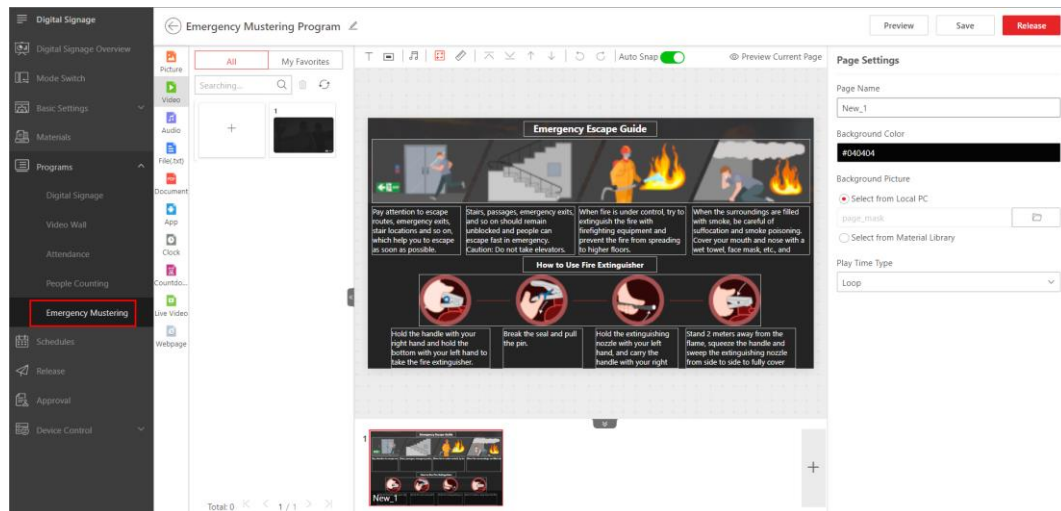 Digital Signage
Digital Signage Overview
Mode Switch
Basic Settings
Materials
Programs
Digital Signage
Video Wall
Attendance
People Counting
Emergency Mustering
Schedules
Release
Approval
Device Control
Emergency Mustering Program
Preview
Save
Release
Picture
Video
Audio
File(.txt)
Document
App
Clock
Countdo...
Live Video
Webpage
All
My Favorites
Searching...
1
Total: 0
1 / 1
Auto Snap
Preview Current Page
Emergency Escape Guide
Pay attention to escape
routes, emergency exits,
stair locations and so on,
which help you to escape
as soon as possible.
Stairs, passages, emergency exits,
and so on should remain
unblocked and people can
escape fast in emergency.
Caution: Do not take elevators.
When fire is under control, try to
extinguish the fire with
firefighting equipment and
prevent the fire from spreading
to higher floors.
When the surroundings are filled
with smoke, be careful of
suffocation and smoke poisoning.
Cover your mouth and nose with a
wet towel, face mask, etc., and
How to Use Fire Extinguisher
Hold the handle with your
right hand and hold the
bottom with your left hand to
take the fire extinguisher.
Break the seal and pull
the pin.
Hold the extinguishing
nozzle with your left
hand, and carry the
handle with your right
Stand 2 meters away from the
flame, squeeze the handle and
sweep the extinguishing nozzle
from side to side to fully cover
1
New_1
Page Settings
Page Name
New_1
Background Color
#040404
Background Picture
Select from Local PC
page_mask
Select from Material Library
Play Time Type
Loop